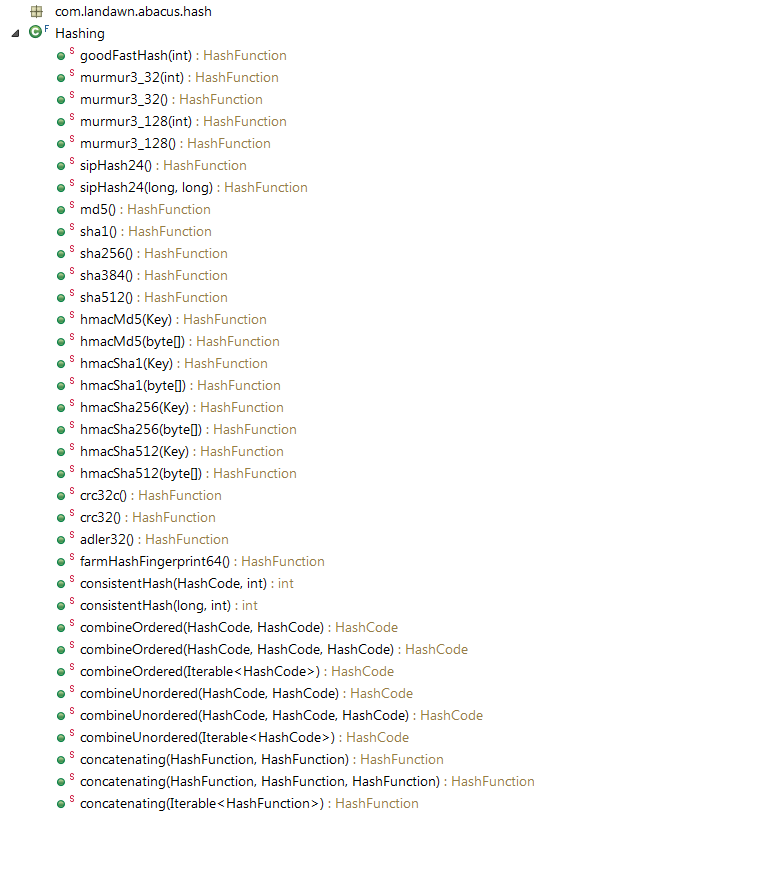 com.landawn.abacus.hash
F Hashing
S goodFastHash(int) : HashFunction
S murmur3_32(int) : HashFunction
S murmur3_32() : HashFunction
S murmur3_128(int) : HashFunction
S murmur3_128() : HashFunction
S sipHash24() : HashFunction
S sipHash24(long, long) : HashFunction
S md5() : HashFunction
S sha1() : HashFunction
S sha256() : HashFunction
S sha384() : HashFunction
S sha512() : HashFunction
S hmacMd5(Key) : HashFunction
S hmacMd5(byte[]) : HashFunction
S hmacSha1(Key) : HashFunction
S hmacSha1(byte[]) : HashFunction
S hmacSha256(Key) : HashFunction
S hmacSha256(byte[]) : HashFunction
S hmacSha512(Key) : HashFunction
S hmacSha512(byte[]) : HashFunction
S crc32c() : HashFunction
S crc32() : HashFunction
S adler32() : HashFunction
S farmHashFingerprint64() : HashFunction
S consistentHash(HashCode, int) : int
S consistentHash(long, int) : int
S combineOrdered(HashCode, HashCode) : HashCode
S combineOrdered(HashCode, HashCode, HashCode) : HashCode
S combineOrdered(Iterable<HashCode>) : HashCode
S combineUnordered(HashCode, HashCode) : HashCode
S combineUnordered(HashCode, HashCode, HashCode) : HashCode
S combineUnordered(Iterable<HashCode>) : HashCode
S concatenating(HashFunction, HashFunction) : HashFunction
S concatenating(HashFunction, HashFunction, HashFunction) : HashFunction
S concatenating(Iterable<HashFunction>) : HashFunction